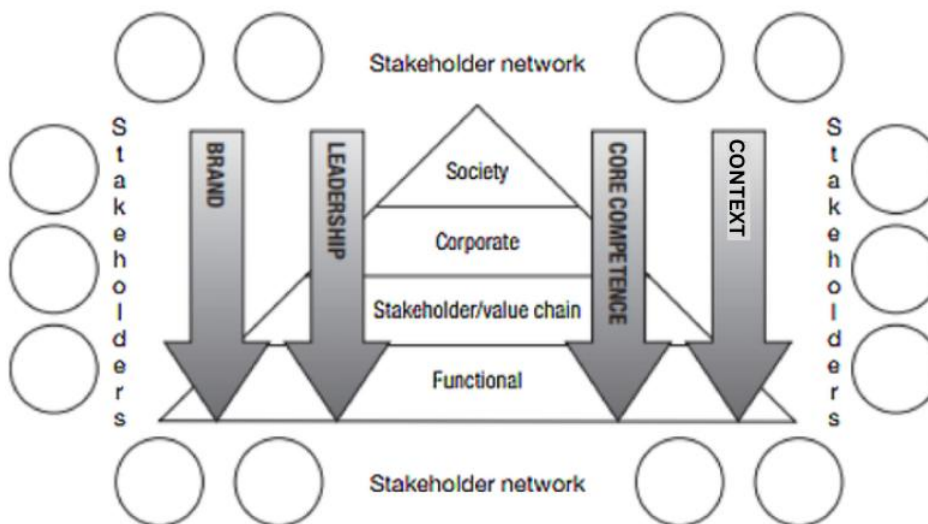 Stakeholder network
Stakeholders
BRAND
LEADERSHIP
Society
Corporate
Stakeholder/value chain
Functional
CORE COMPETENCE
CONTEXT
Stakeholders
Stakeholder network